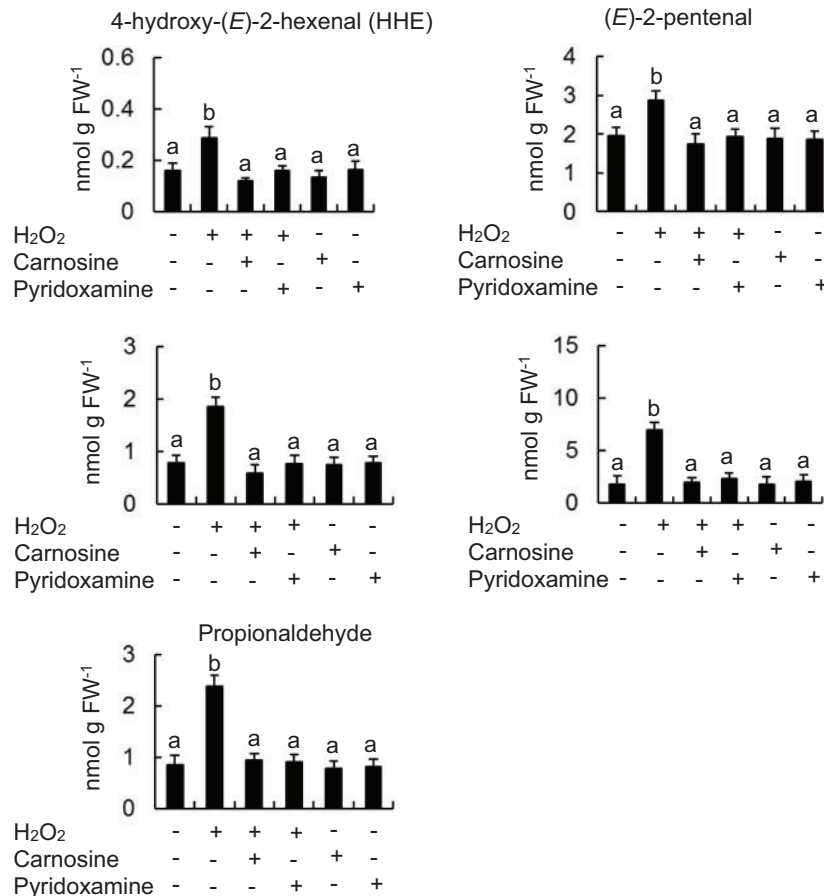 4-hydroxy-(E)-2-hexenal (HHE)
nmol g FW-1
0.6
0.4
0.2
0
a b a a a a
H2O2 - + + + - -
Carnosine - - + - + -
Pyridoxamine - - - + - +
(E)-2-pentenal
nmol g FW-1
4
3
2
1
0
a b a a a a
H2O2 - + + + - -
Carnosine - - + - + -
Pyridoxamine - - - + - +
nmol g FW-1
3
2
1
0
a b a a a a
H2O2 - + + + - -
Carnosine - - + - + -
Pyridoxamine - - - + - +
nmol g FW-1
15
10
5
0
a b a a a a
H2O2 - + + + - -
Carnosine - - + - + -
Pyridoxamine - - - + - +
Propionaldehyde
nmol g FW-1
3
2
1
0
a b a a a a
H2O2 - + + + - -
Carnosine - - + - + -
Pyridoxamine - - - + - +